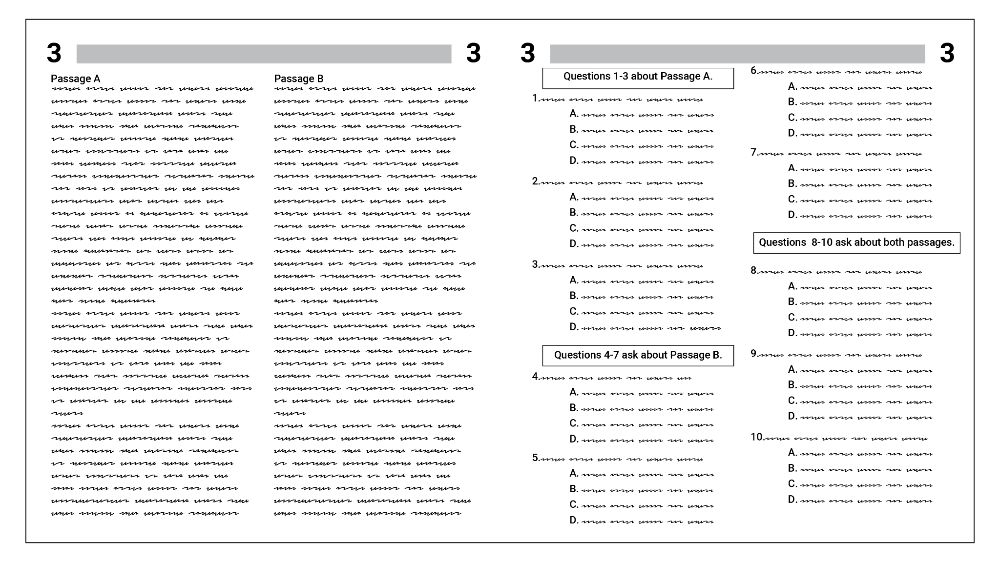 3 3
Passage A
Passage B
3 3
Questions 1-3 about Passage A.
1.
A.
B.
C.
D.
2.
A.
B.
C.
D.
3.
A.
B.
C.
D.
Questions 4-7 ask about Passage B.
4.
A.
B.
C.
D.
5.
A.
B.
C.
D.
6.
A.
B.
C.
D.
7.
A.
B.
C.
D.
Questions 8-10 ask about both passages.
8.
A.
B.
C.
D.
9.
A.
B.
C.
D.
10.
A.
B.
C.
D.